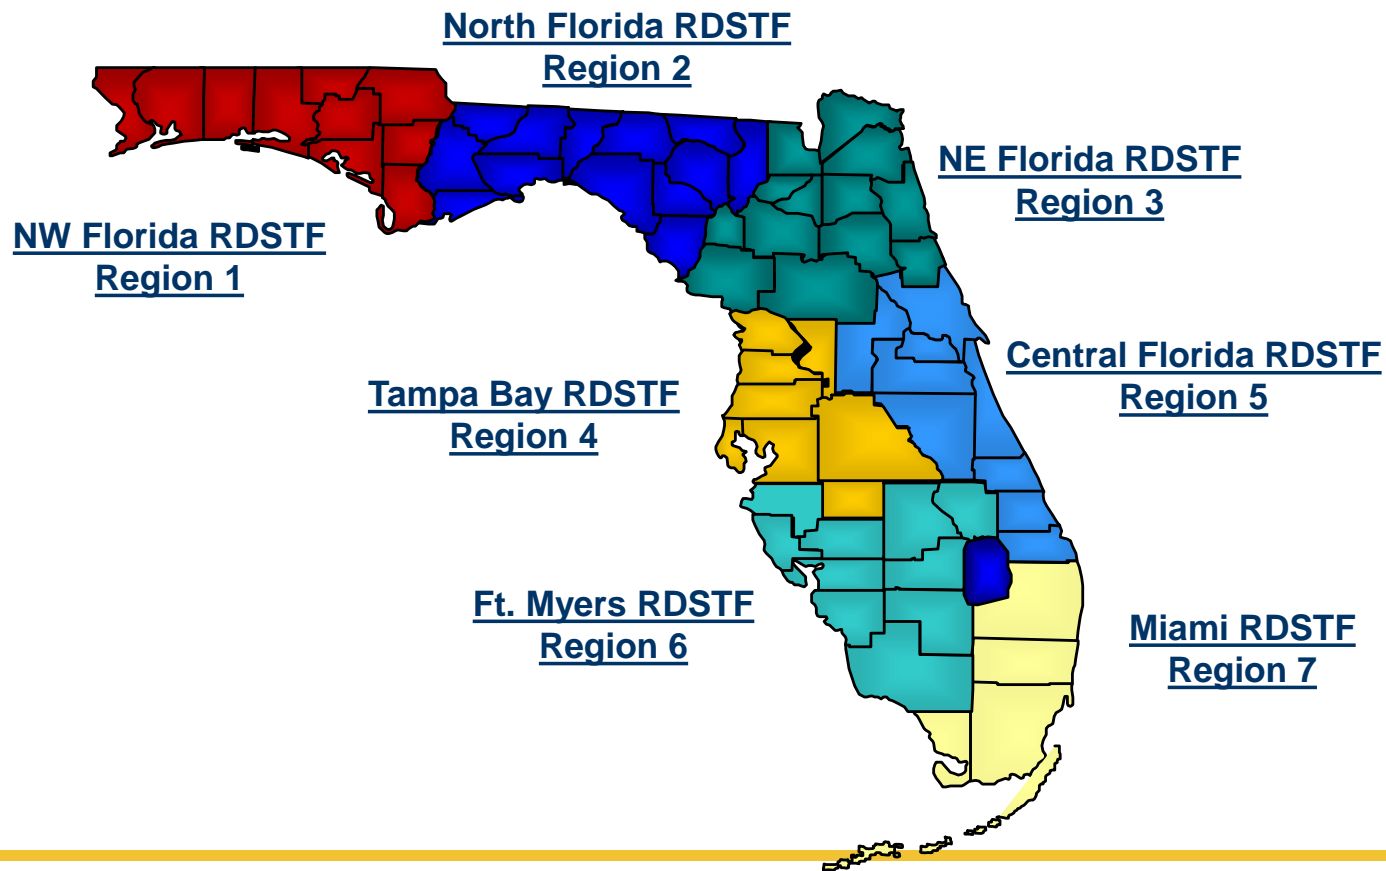 North Florida RDSTF
Region 2
NE Florida RDSTF
Region 3
NW Florida RDSTF
Region 1
Central Florida RDSTF
Region 5
Tampa Bay RDSTF
Region 4
Ft. Myers RDSTF
Region 6
Miami RDSTF
Region 7